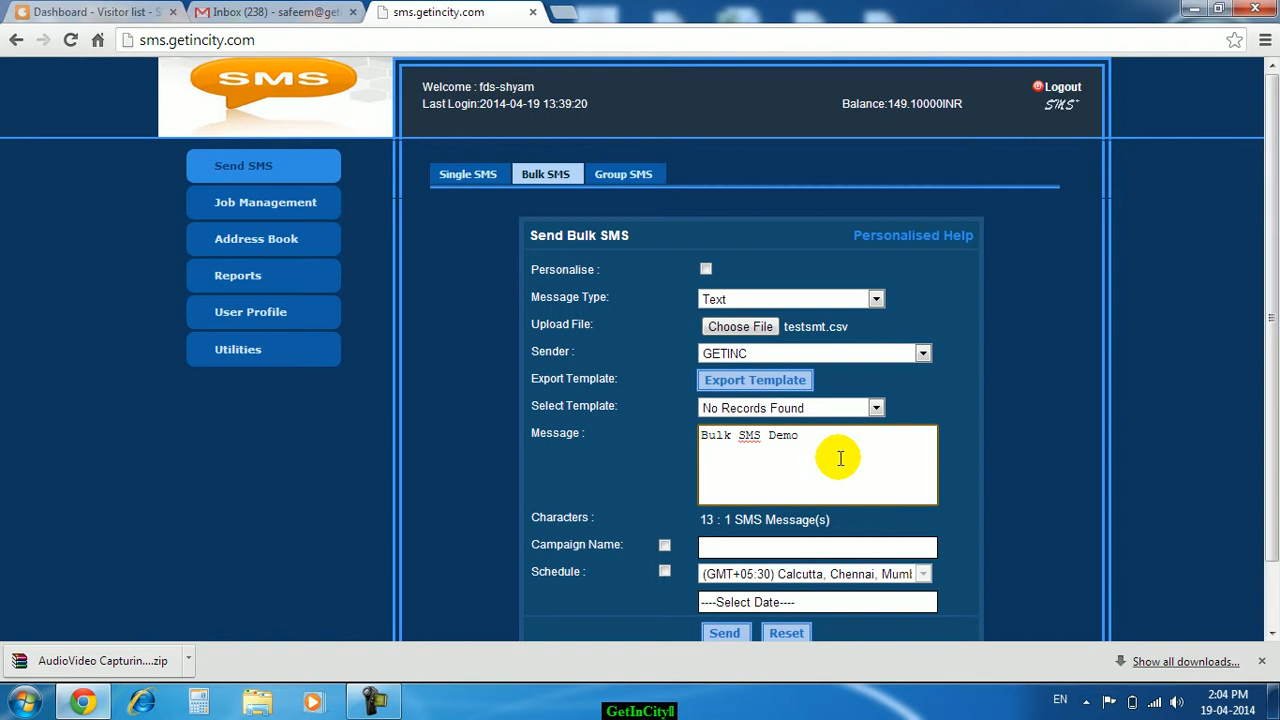 Dashboard - Visitor list - S
Inbox (238) - safeem@get
sms.getincity.com
sms.getincity.com
SMS
Welcome : fds-shyam
Last Login:2014-04-19 13:39:20
Balance:149.10000INR
Logout
SMS+
Send SMS
Job Management
Address Book
Reports
User Profile
Utilities
Single SMS
Bulk SMS
Group SMS
Send Bulk SMS
Personalised Help
Personalise :
Message Type:
Text
Upload File:
Choose File
testsmt.csv
Sender :
GETINC
Export Template:
Export Template
Select Template:
No Records Found
Message :
Bulk SMS Demo
Characters :
13 : 1 SMS Message(s)
Campaign Name:
Schedule :
(GMT+05:30) Calcutta, Chennai, Muml
----Select Date----
Send
Reset
AudioVideo Capturin....zip
Show all downloads...
EN
2:04 PM
19-04-2014
GetInCity